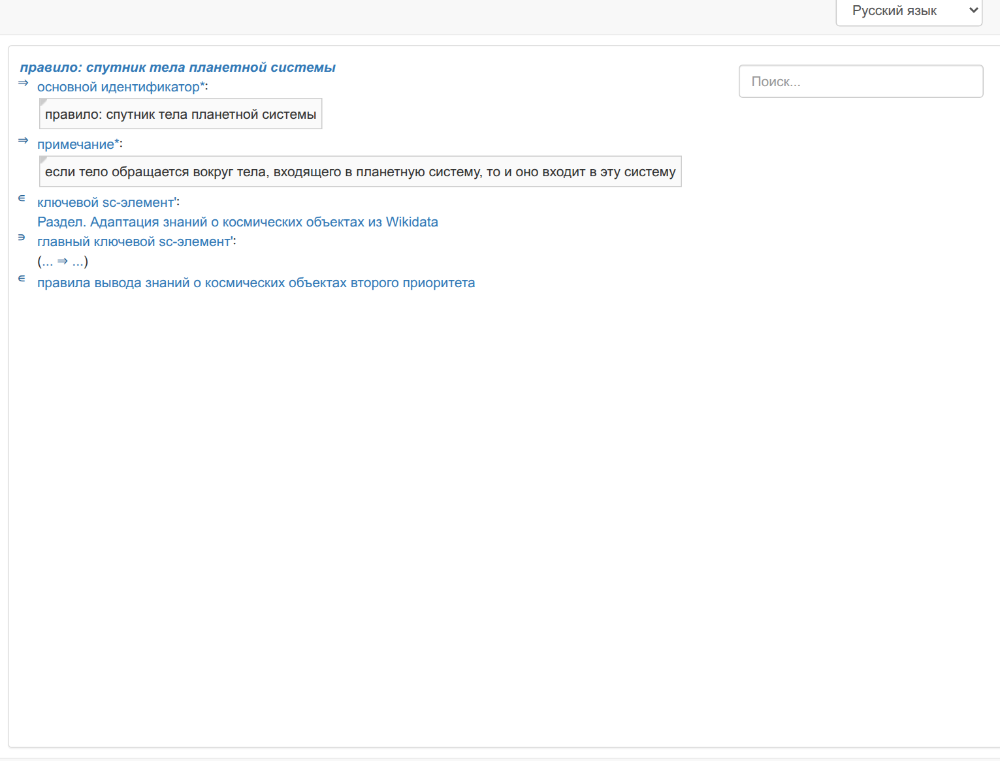 Русский язык
правило: спутник тела планетной системы
Поиск...
⇒ основной идентификатор*:
правило: спутник тела планетной системы
⇒ примечание*:
если тело обращается вокруг тела, входящего в планетную систему, то и оно входит в эту систему
∈ ключевой sc-элемент':
Раздел. Адаптация знаний о космических объектах из Wikidata
∋ главный ключевой sc-элемент':
(... ⇒ ...)
∈ правила вывода знаний о космических объектах второго приоритета